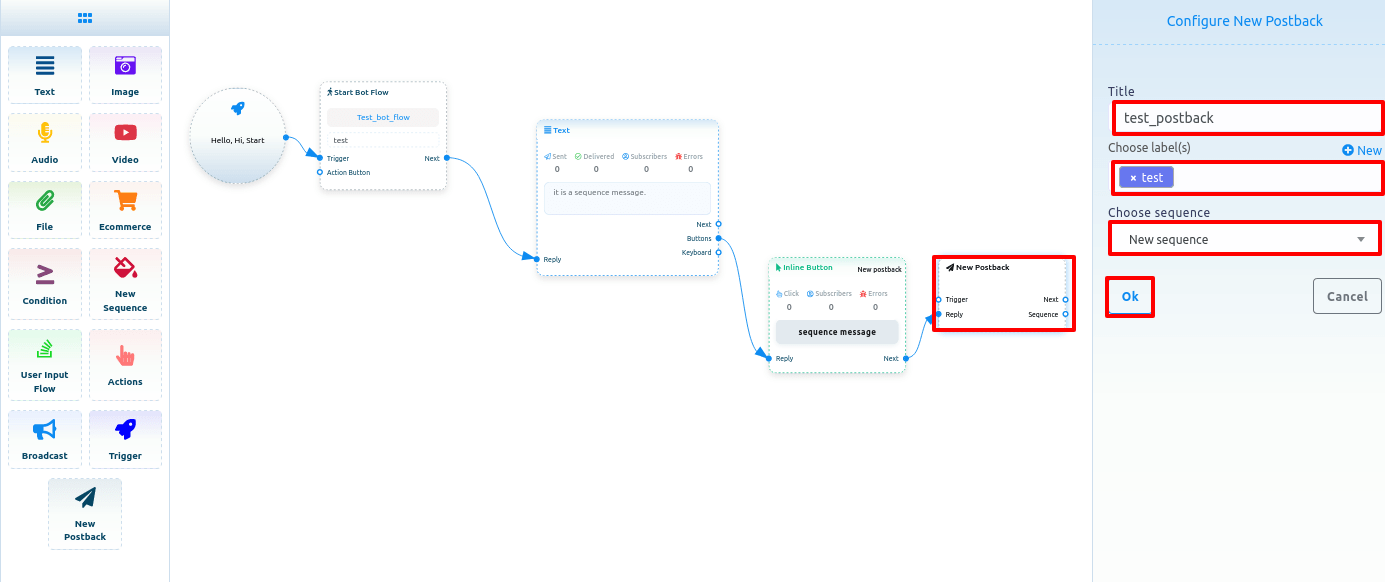 Text
Image
Audio
Video
File
Ecommerce
Condition
New
Sequence
User Input
Flow
Actions
Broadcast
Trigger
New
Postback
Hello, Hi, Start
Start Bot Flow
Test_bot_flow
test
Trigger
Next
Action Button
Text
Sent Delivered Subscribers Errors
0 0 0 0
it is a sequence message.
Next
Buttons
Keyboard
Reply
Inline Button New postback
Click Subscribers Errors
0 0 0
sequence message
Reply Next
New Postback
Trigger Next
Reply Sequence
Configure New Postback
Title
test_postback
Choose label(s) New
× test
Choose sequence
New sequence
Ok Cancel